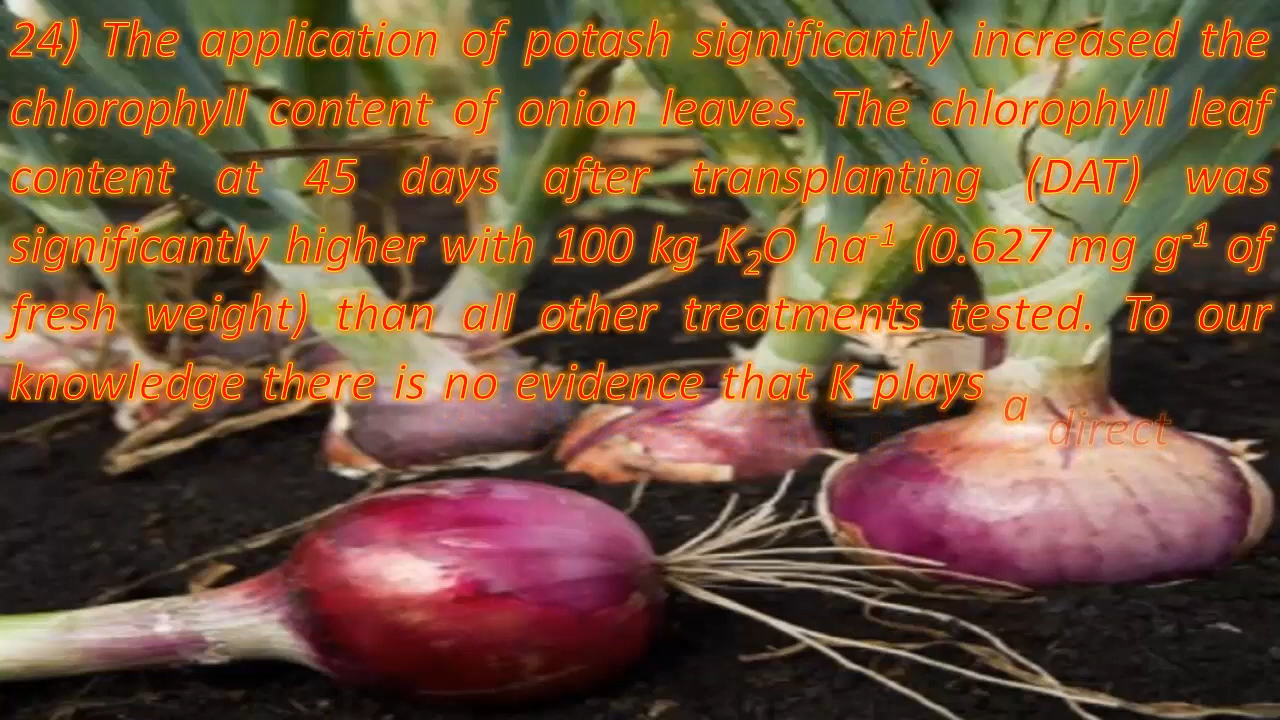 24) The application of potash significantly increased the
chlorophyll content of onion leaves. The chlorophyll leaf
content at 45 days after transplanting (DAT) was
significantly higher with 100 kg K₂O ha⁻¹ (0.627 mg g⁻¹ of
fresh weight) than all other treatments tested. To our
knowledge there is no evidence that K plays a direct